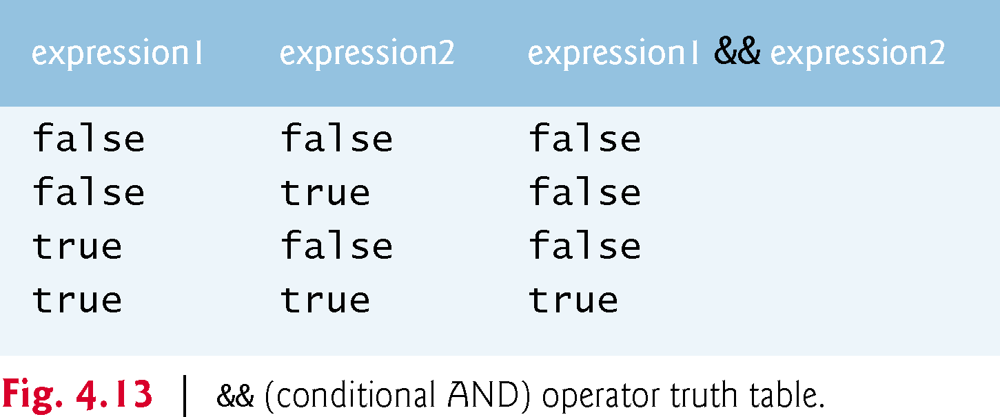 expression1 expression2 expression1 && expression2
false false false
false true false
true false false
true true true
Fig. 4.13 | && (conditional AND) operator truth table.